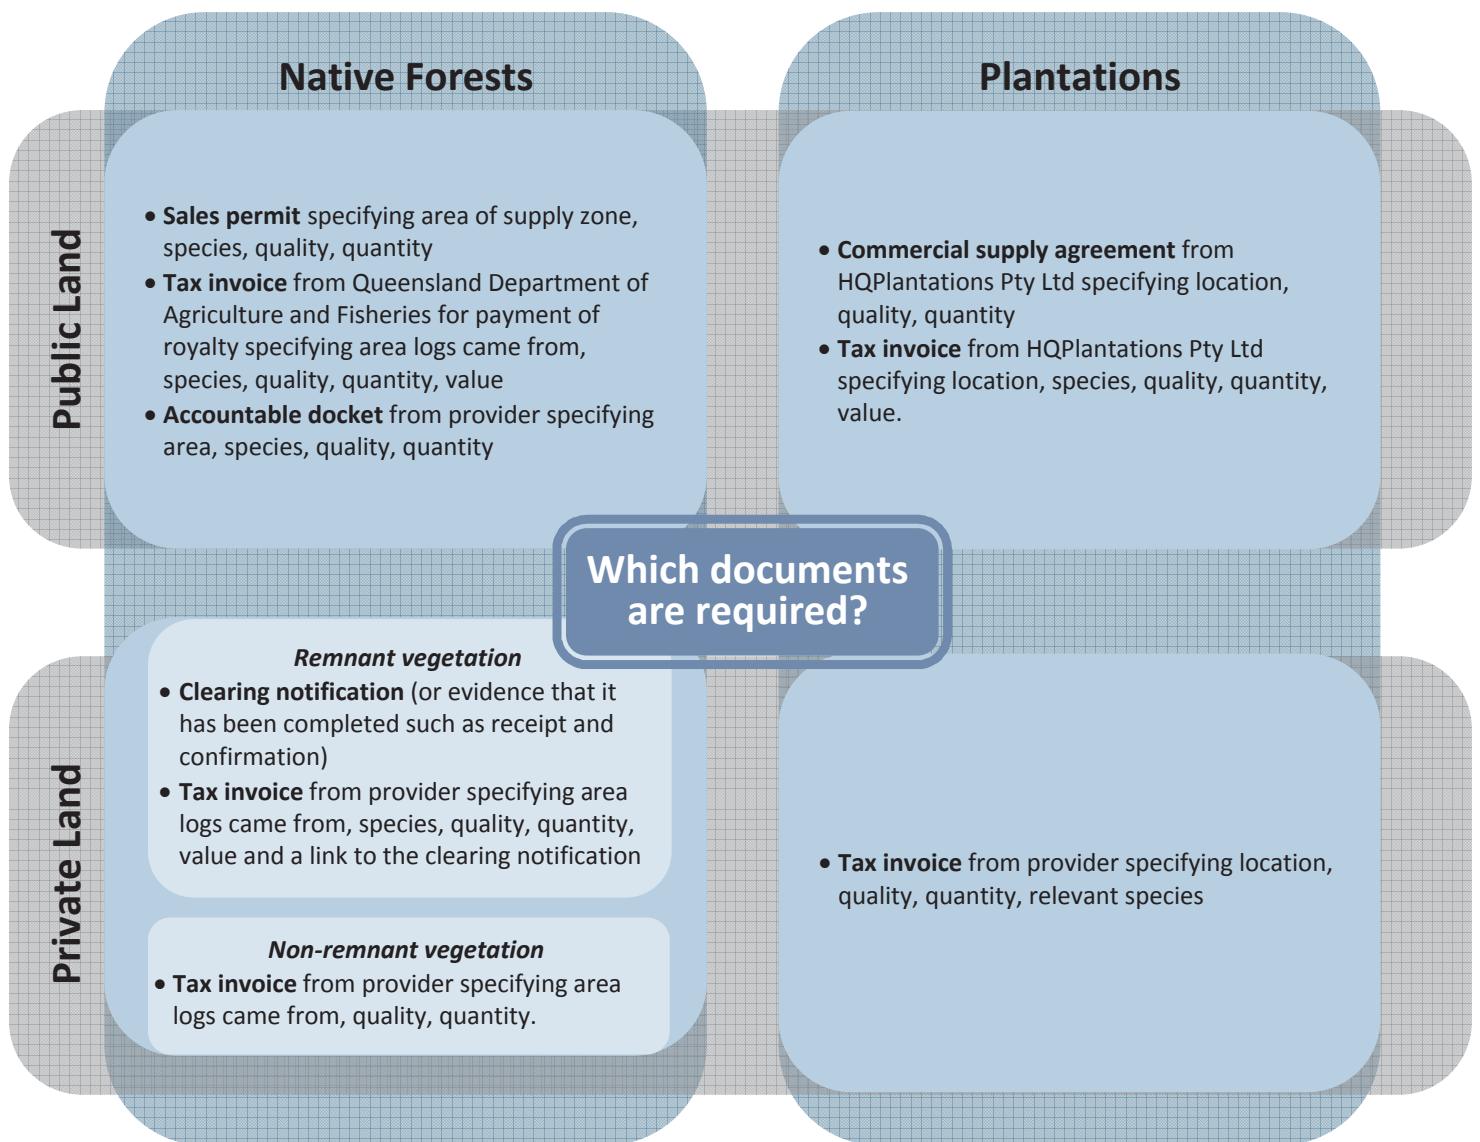 Native Forests
Plantations
Public Land
• Sales permit specifying area of supply zone,
species, quality, quantity
• Tax invoice from Queensland Department of
Agriculture and Fisheries for payment of
royalty specifying area logs came from,
species, quality, quantity, value
• Accountable docket from provider specifying
area, species, quality, quantity
• Commercial supply agreement from
HQPlantations Pty Ltd specifying location,
quality, quantity
• Tax invoice from HQPlantations Pty Ltd
specifying location, species, quality, quantity,
value.
Which documents
are required?
Private Land
Remnant vegetation
• Clearing notification (or evidence that it
has been completed such as receipt and
confirmation)
• Tax invoice from provider specifying area
logs came from, species, quality, quantity,
value and a link to the clearing notification
Non-remnant vegetation
• Tax invoice from provider specifying area
logs came from, quality, quantity.
• Tax invoice from provider specifying location,
quality, quantity, relevant species